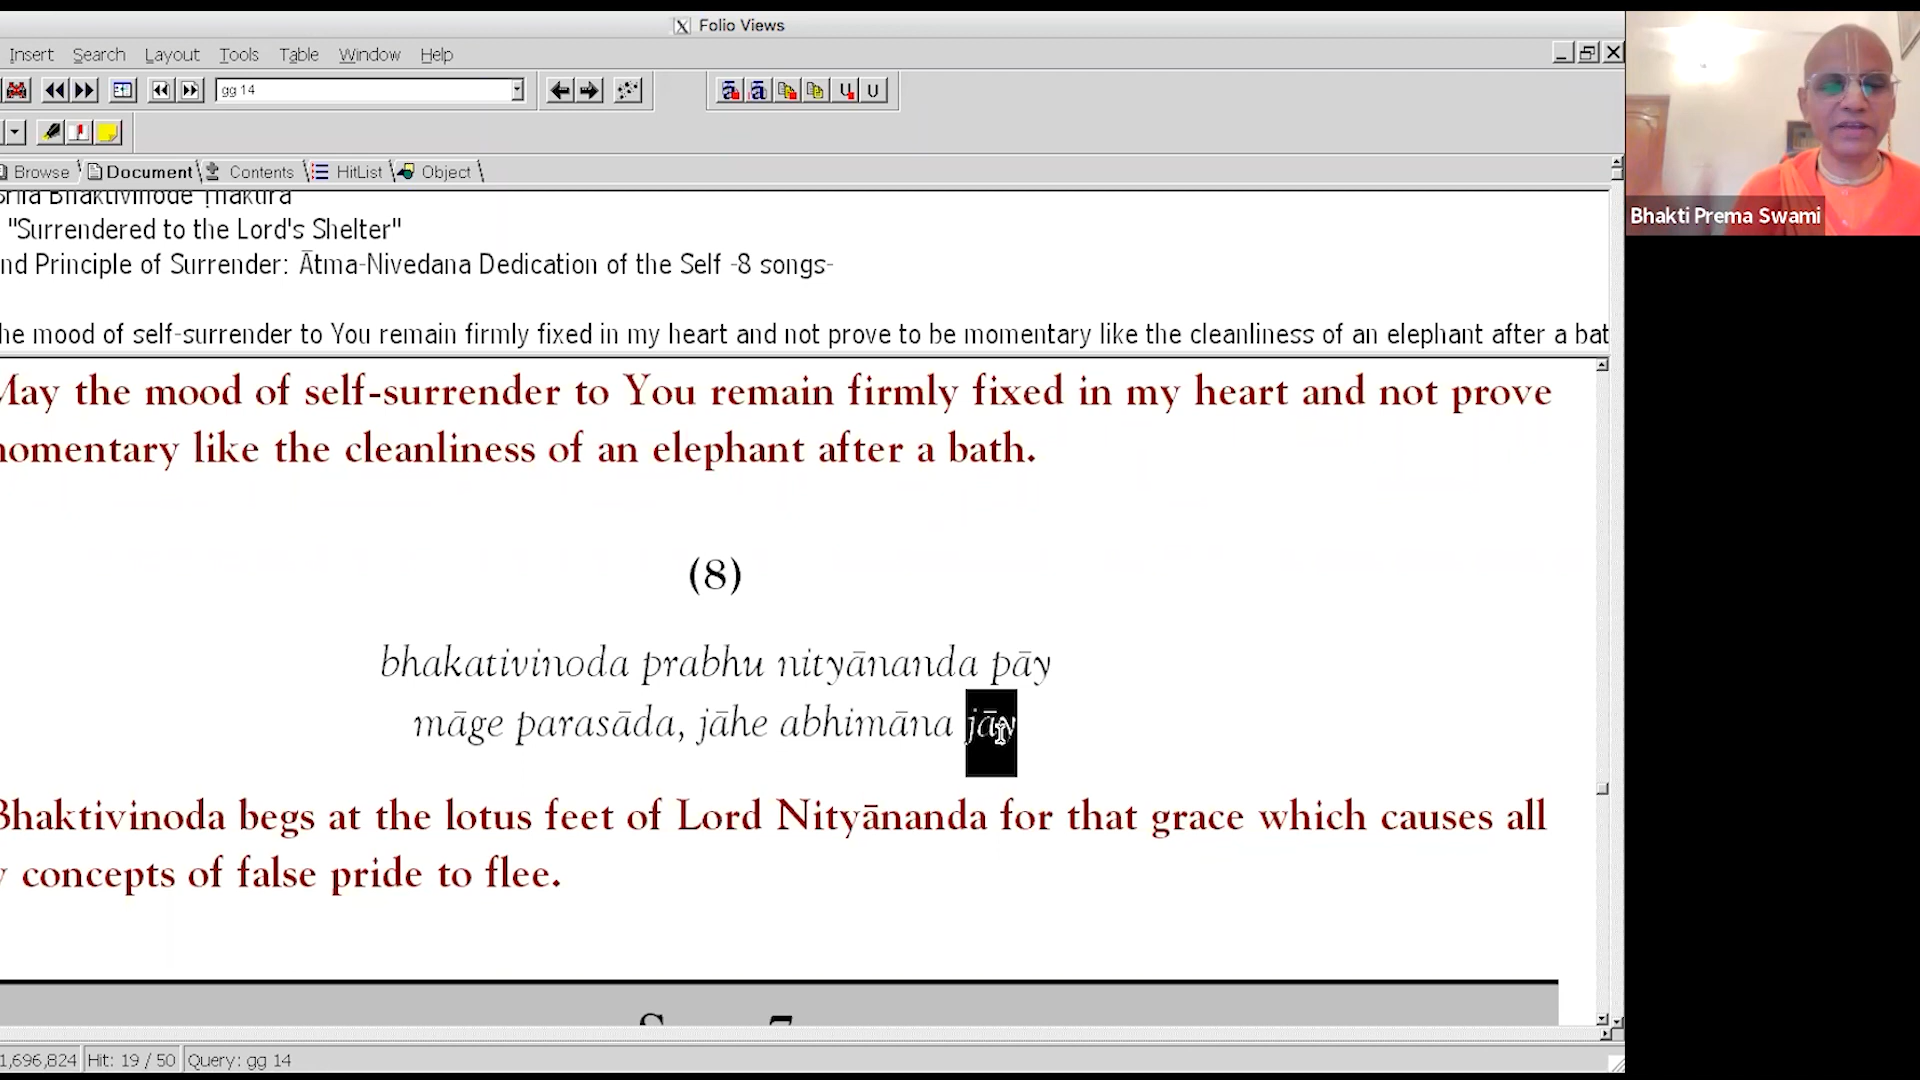 Folio Views
Insert Search Layout Tools Table Window Help
gg 14
Browse Document Contents HitList Object
Srila Bhaktivinode Ṭhākura
"Surrendered to the Lord's Shelter"
Principle of Surrender: Ātma-Nivedana Dedication of the Self -8 songs-
mood of self-surrender to You remain firmly fixed in my heart and not prove to be momentary like the cleanliness of an elephant after a
May the mood of self-surrender to You remain firmly fixed in my heart and not prove
momentary like the cleanliness of an elephant after a bath.
(8)
bhakativinoda prabhu nityānanda pāy
māge parasāda, jāhe abhimāna jāy
Bhaktivinoda begs at the lotus feet of Lord Nityānanda for that grace which causes all
concepts of false pride to flee.
1,696,824 Hit: 19 / 50 Query: gg 14
Bhakti Prema Swami